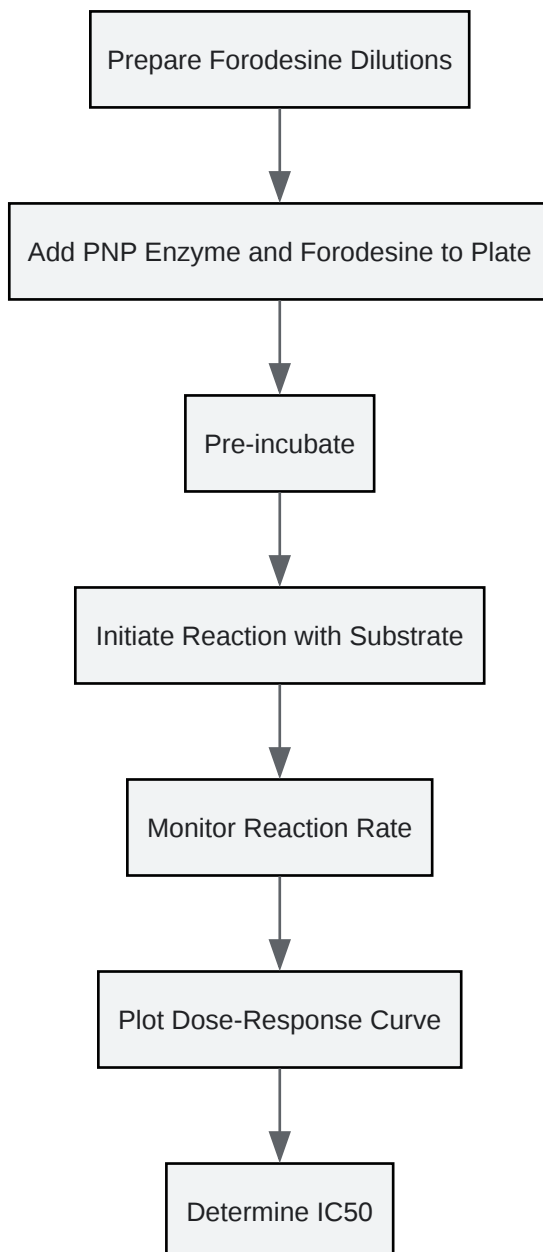 Prepare Forodesine Dilutions
Add PNP Enzyme and Forodesine to Plate
Pre-incubate
Initiate Reaction with Substrate
Monitor Reaction Rate
Plot Dose-Response Curve
Determine IC50